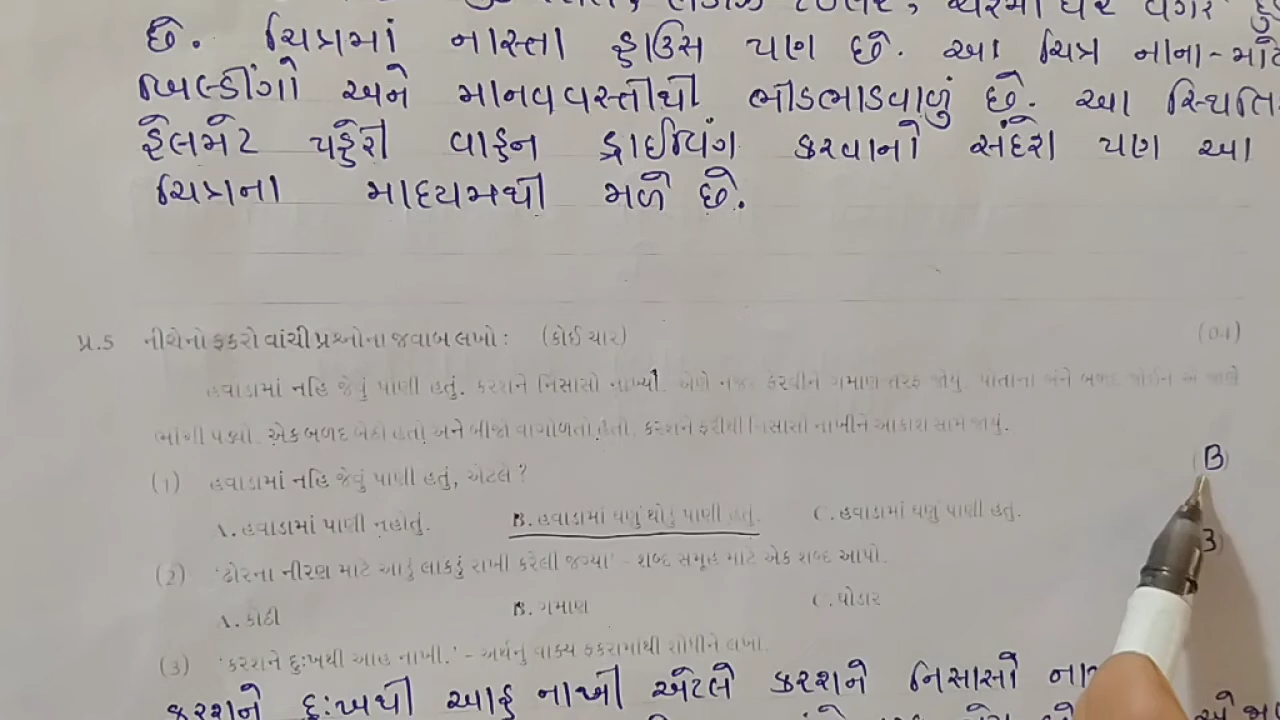 છે. ચિત્રમાં નાસ્તા હાઉસ પણ છે. આ ચિત્ર નાના-માટ
બિલ્ડીંગો અને માનવવસ્તીથી ભીડભાડવાળું છે. આ સ્થિતિ
હેલમેટ પહેરી વાહન ડ્રાઈવિંગ કરવાનો સંદેશ પણ આ
ચિત્રના માધ્યમથી મળે છે.
પ્ર.5 નીચેનો ફકરો વાંચી પ્રશ્નોના જવાબ લખો : (કોઈ ચાર) (04)
હવાડામાં નહિ જેવું પાણી હતું. કરશને નિસાસો નાખ્યો. એણે નજર ફેરવીને ગમાણ તરફ જોયું. પોતાના બંને બળદ જોઈને એ જાણે
ભાંગી પડ્યો. એક બળદ બેઠો હતો અને બીજો વાગોળતો હતો. કરશને ફરીથી નિસાસો નાખીને આકાશ સામે જોયું.
(1) હવાડામાં નહિ જેવું પાણી હતું, એટલે ? (B)
A. હવાડામાં પાણી નહોતું. B. હવાડામાં ઘણું થોડું પાણી હતું. C. હવાડામાં ઘણું પાણી હતું.
(2) 'ઢોરના નીરણ માટે આડું લાકડું રાખી કરેલી જગ્યા' - શબ્દ સમૂહ માટે એક શબ્દ આપો. B)
A. કોઠી B. ગમાણ C. ઘોડાર
(3) 'કરશને દુઃખથી આહ નાખી.' - અર્થનું વાક્ય ફકરામાંથી શોધીને લખો.
કરશને દુઃખથી આહ નાખી એટલે કરશને નિસાસો